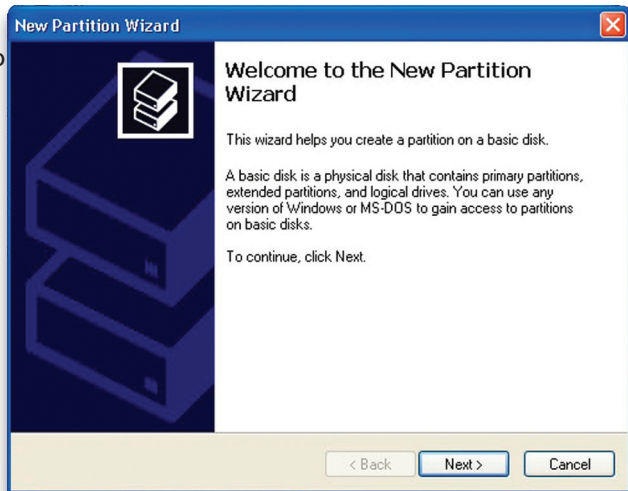 New Partition Wizard
Welcome to the New Partition
Wizard
This wizard helps you create a partition on a basic disk.
A basic disk is a physical disk that contains primary partitions,
extended partitions, and logical drives. You can use any
version of Windows or MS-DOS to gain access to partitions
on basic disks.
To continue, click Next.
< Back
Next >
Cancel